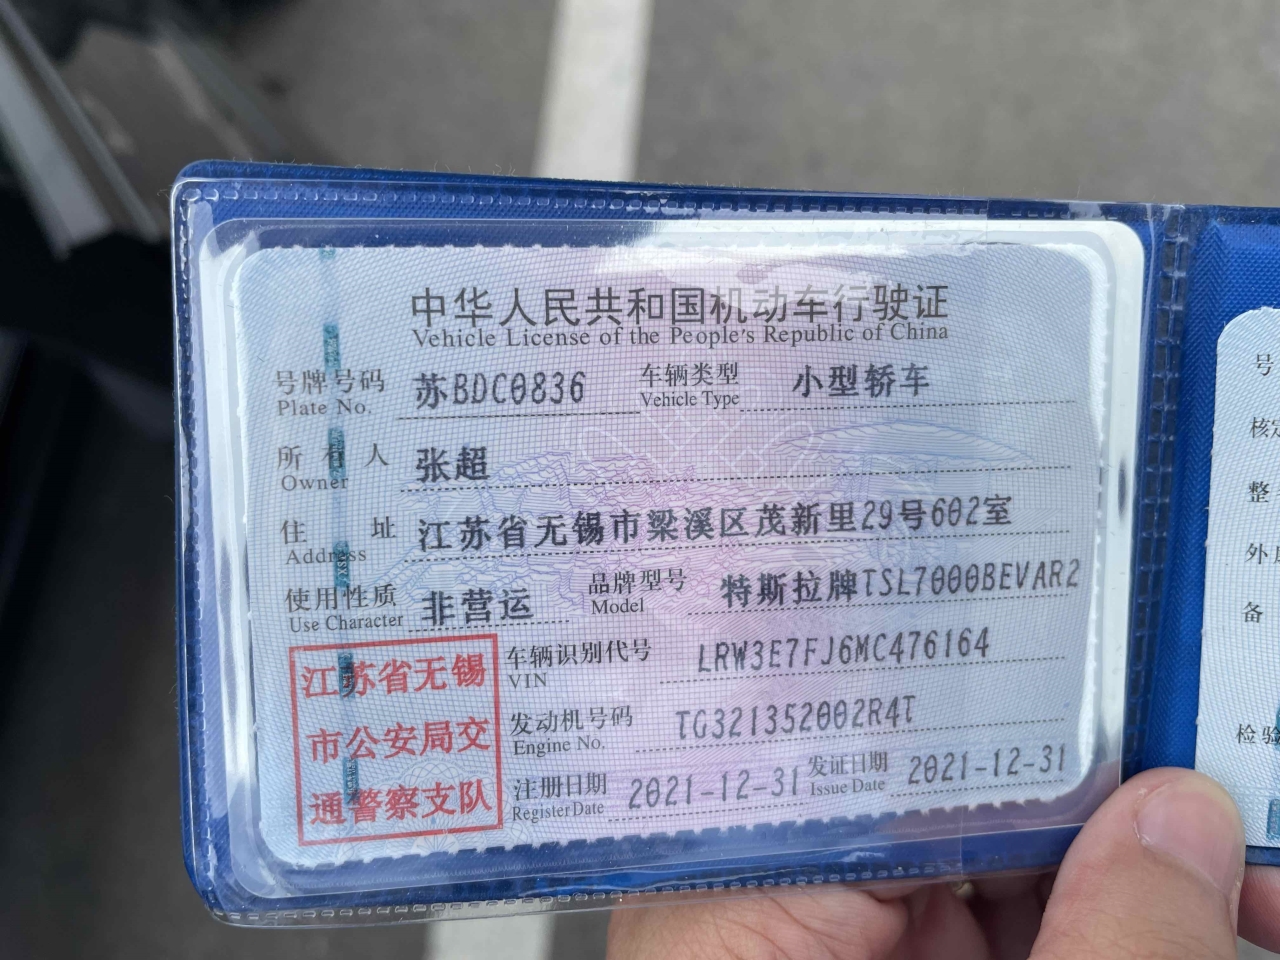 中华人民共和国机动车行驶证
Vehicle License of the People's Republic of China
号牌号码 苏BDC0836 车辆类型 小型轿车
Plate No. Vehicle Type
所有人 张超
Owner
住址 江苏省无锡市梁溪区茂新里29号602室
Address
使用性质 非营运 品牌型号 特斯拉牌TSL7000BEVAR2
Use Character Model
江苏省无锡
市公安局交
通警察支队
车辆识别代号 LRW3E7FJ6MC476164
VIN
发动机号码 TG321352002R4T
Engine No.
注册日期 2021-12-31 发证日期 2021-12-31
Register Date Issue Date
号
核定
整
外
备
检验